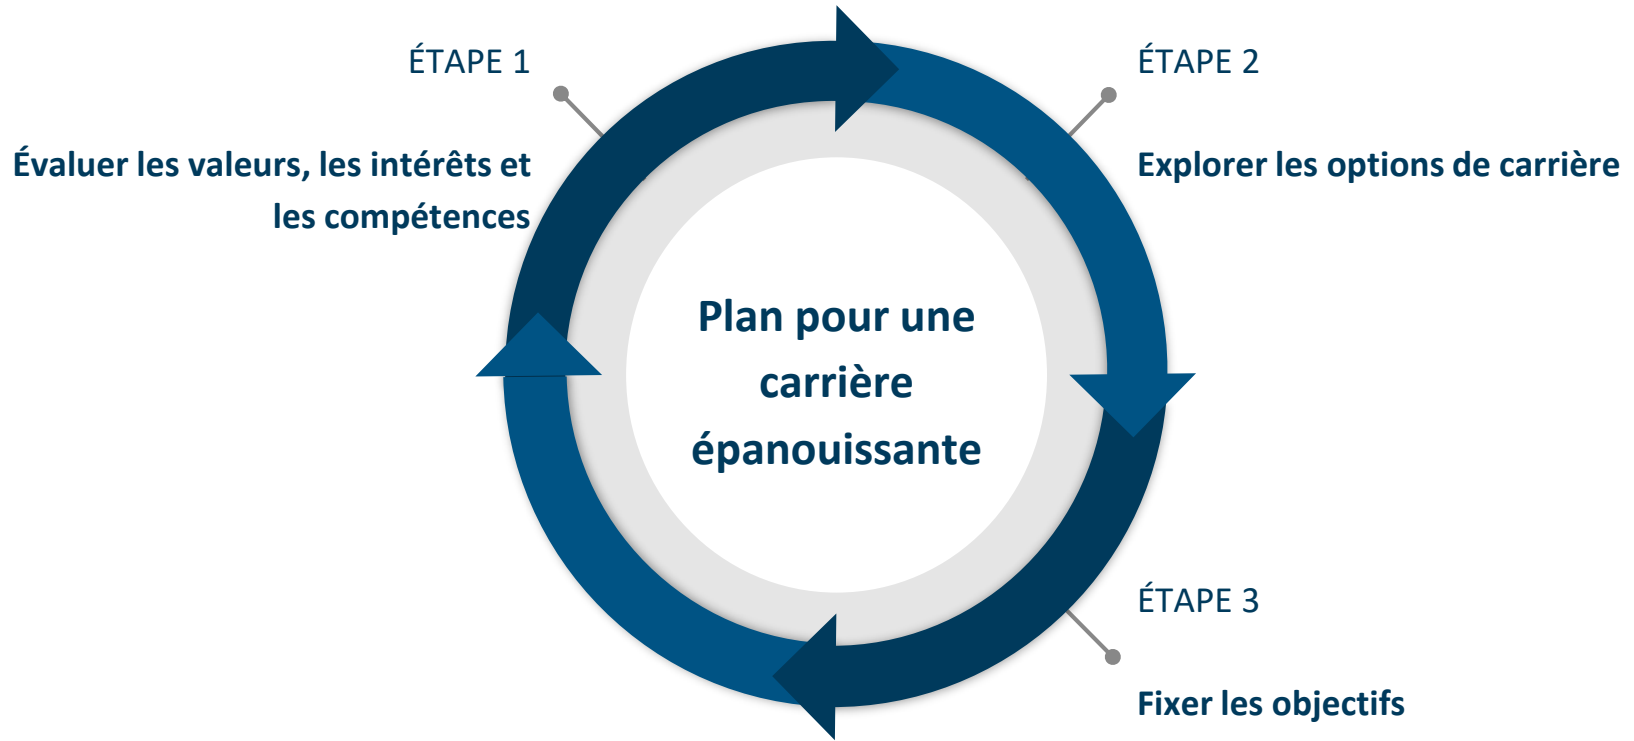 ÉTAPE 1
Évaluer les valeurs, les intérêts et
les compétences
ÉTAPE 2
Explorer les options de carrière
Plan pour une
carrière
épanouissante
ÉTAPE 3
Fixer les objectifs